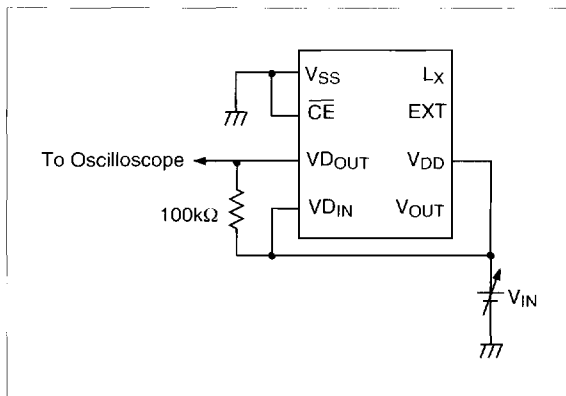 VSS LX
CE EXT
To Oscilloscope VDOUT VDD
100kΩ VDIN VOUT
VIN